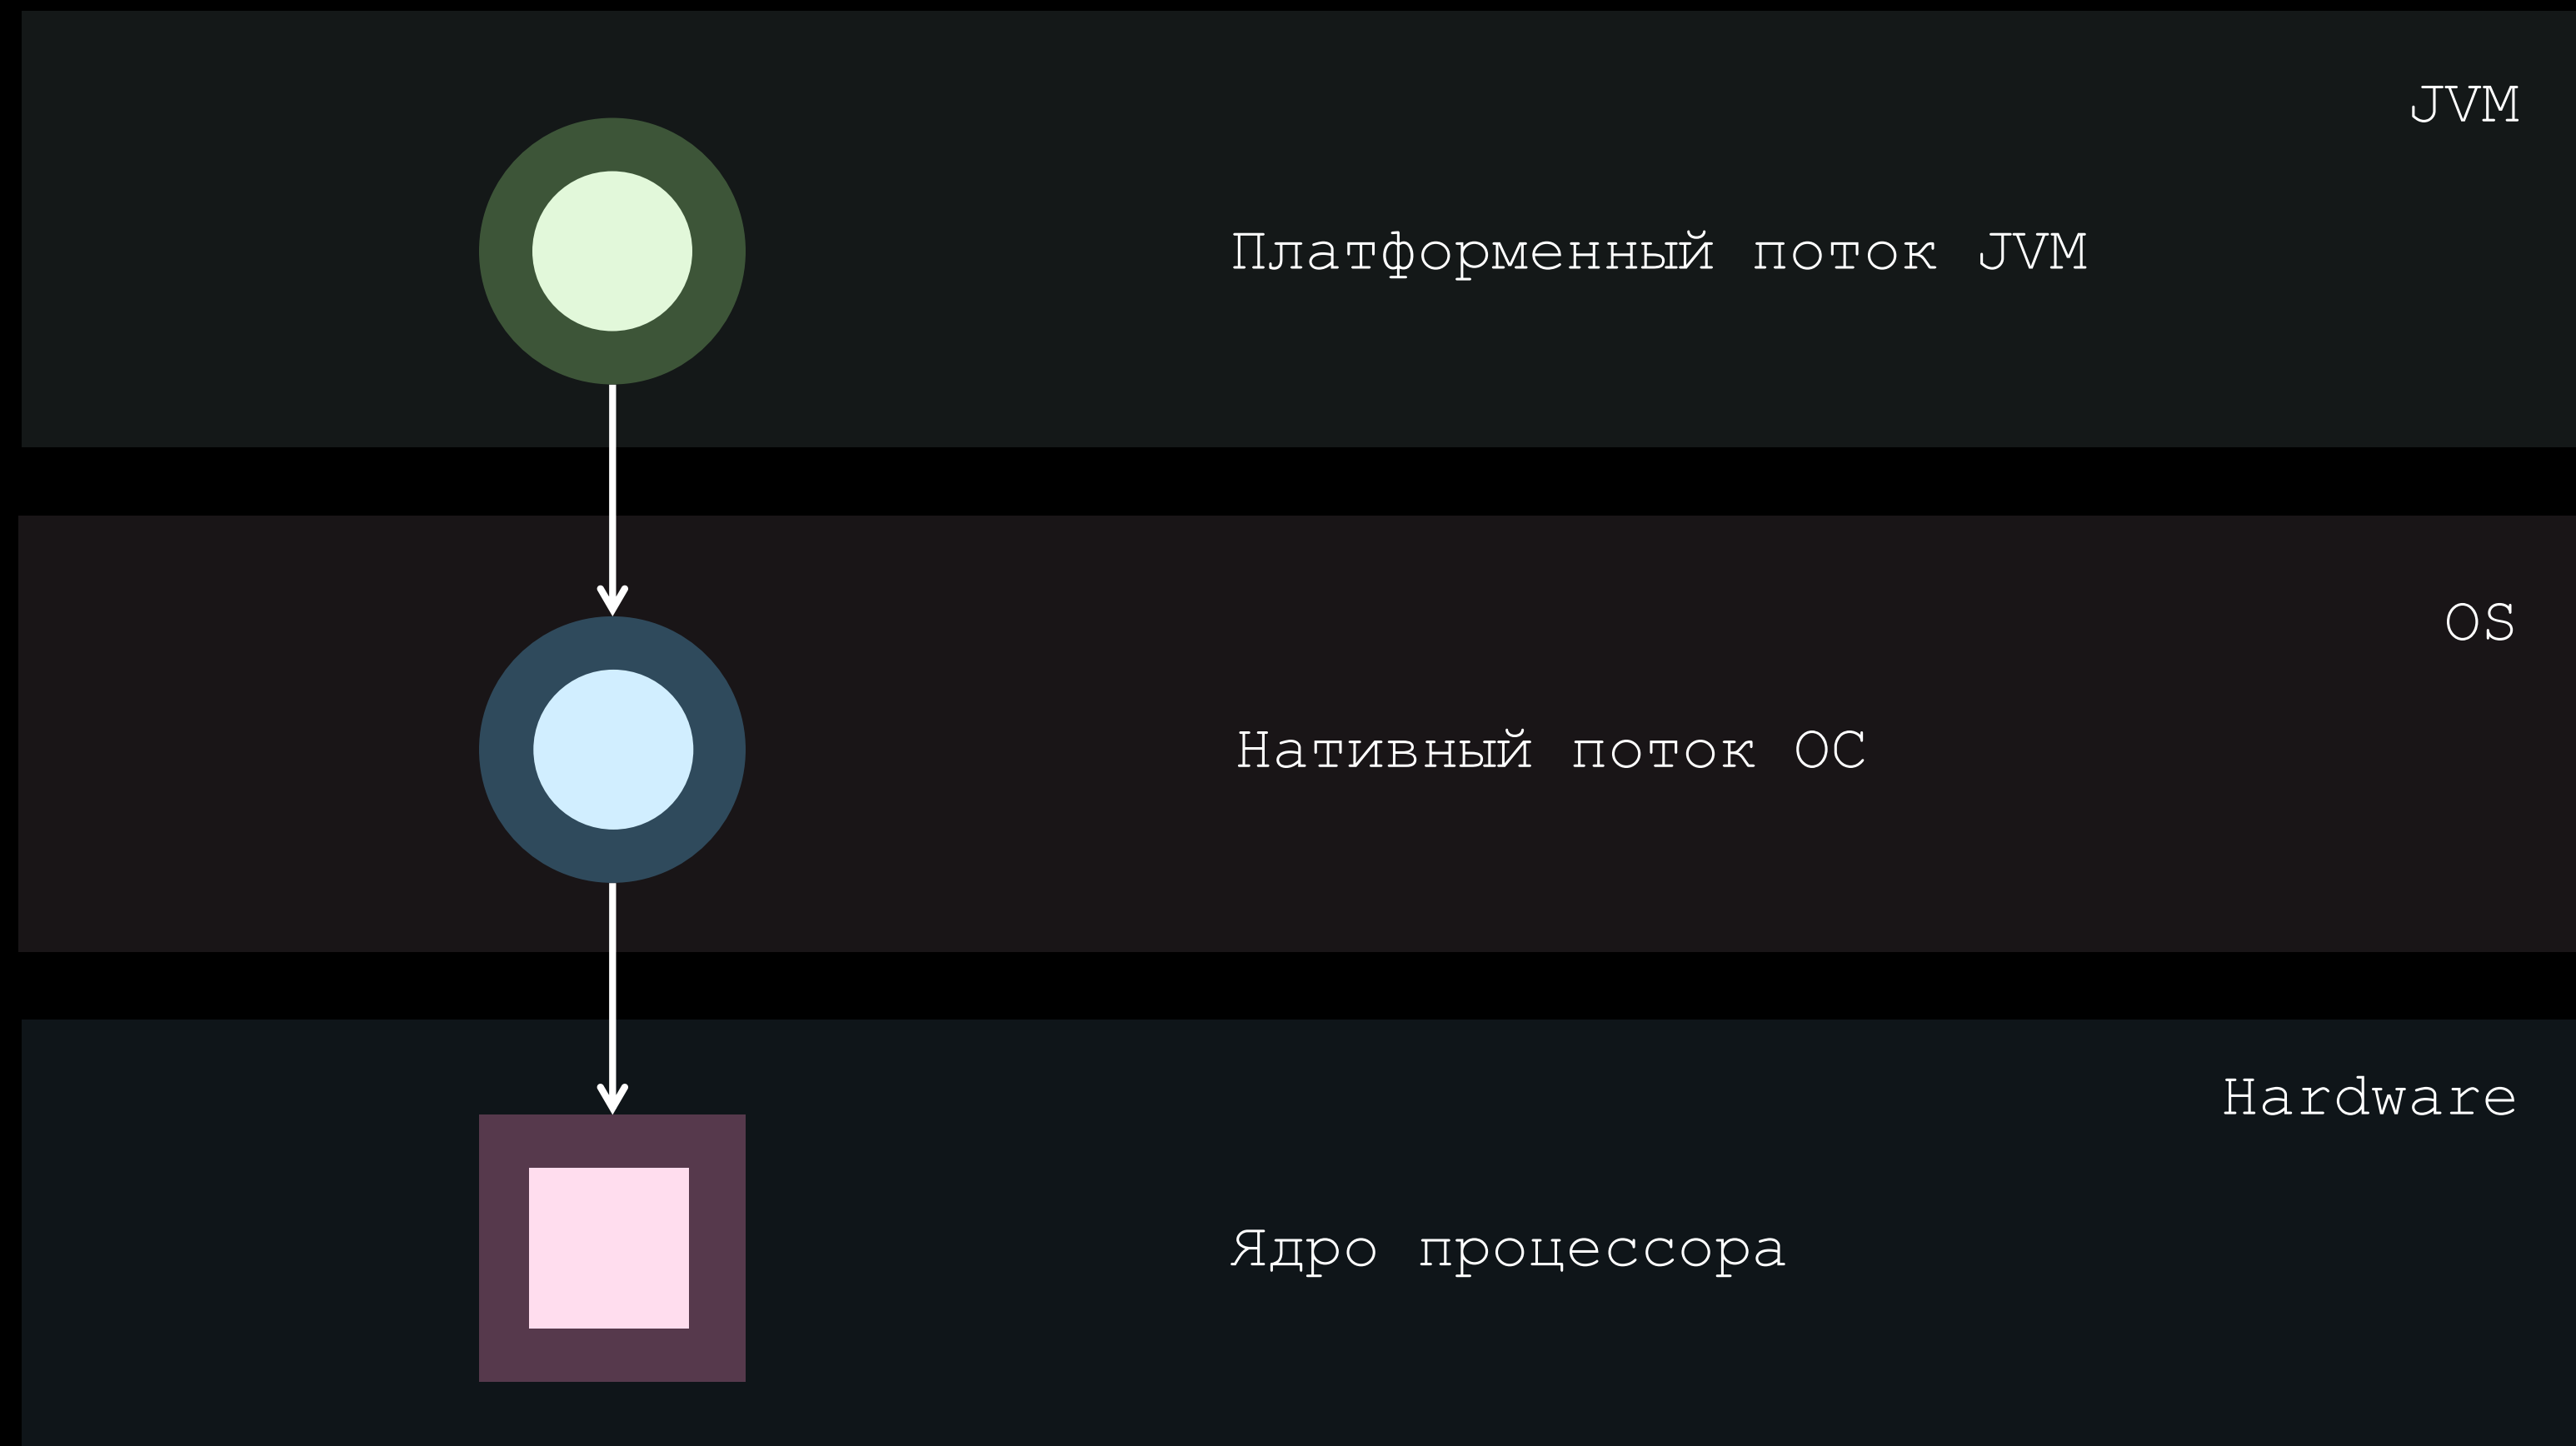 JVM
Платформенный поток JVM
OS
Нативный поток ОС
Hardware
Ядро процессора